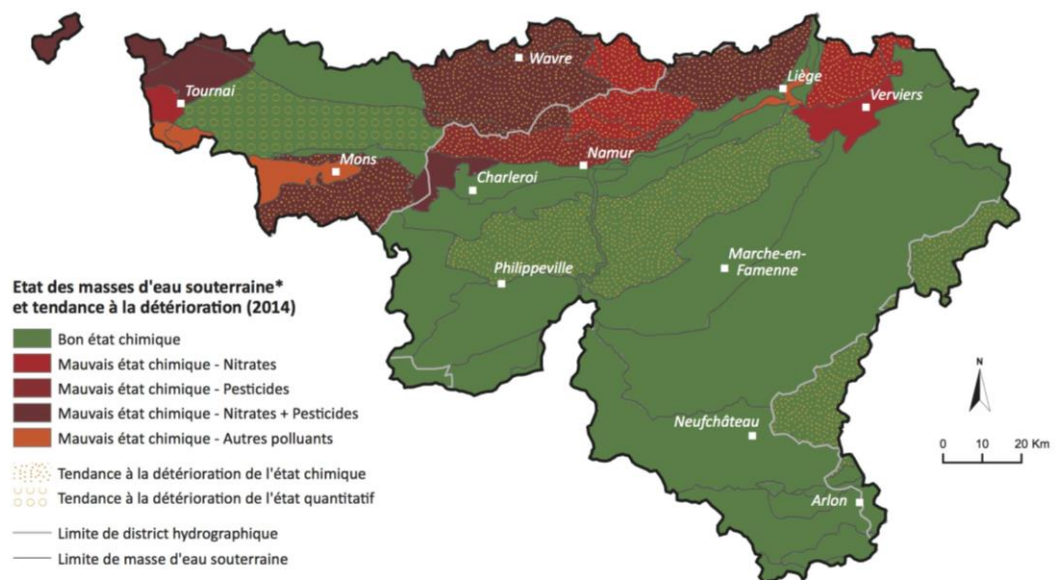 Wavre
Tournai
Liège
Verviers
Mons
Namur
Charleroi
Marche-en-
Famenne
Philippeville
Neufchâteau
Arlon
Etat des masses d'eau souterraine*
et tendance à la détérioration (2014)
Bon état chimique
Mauvais état chimique - Nitrates
Mauvais état chimique - Pesticides
Mauvais état chimique - Nitrates + Pesticides
Mauvais état chimique - Autres polluants
Tendance à la détérioration de l'état chimique
Tendance à la détérioration de l'état quantitatif
Limite de district hydrographique
Limite de masse d'eau souterraine
N
0 10 20 Km